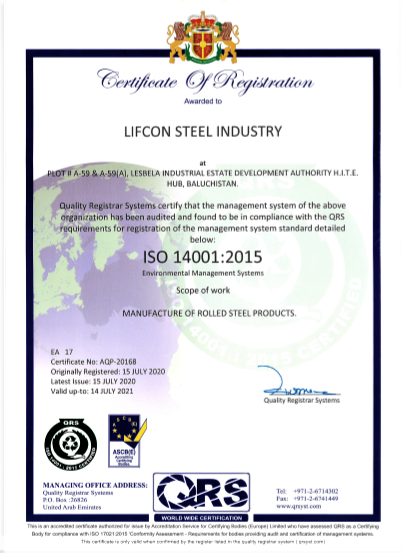 Certificate Of Registration
Awarded to
LIFCON STEEL INDUSTRY
at
PLOT # A-59 & A-59(A), LESBELA INDUSTRIAL ESTATE DEVELOPMENT AUTHORITY H.I.T.E.
HUB, BALUCHISTAN.
Quality Registrar Systems certify that the management system of the above
organization has been audited and found to be in compliance with the QRS
requirements for registration of the management system standard detailed
below:
ISO 14001:2015
Environmental Management Systems
Scope of work
MANUFACTURE OF ROLLED STEEL PRODUCTS.
EA 17
Certificate No: AQP-20168
Originally Registered: 15 JULY 2020
Latest Issue: 15 JULY 2020
Valid up-to: 14 JULY 2021
Quality Registrar Systems
QRS
ASCB(E)
Accrediting
Certifying
Bodies
MANAGING OFFICE ADDRESS:
Quality Registrar Systems
P.O. Box :26826
United Arab Emirates
QRS
WORLD WIDE CERTIFICATION
Tel: +971-2-6714302
Fax: +971-2-6741449
www.qrsyst.com
This is an accredited certificate authorized for issue by Accreditation Service for Certifying Bodies (Europe) Limited who have assessed QRS as a Certifying
Body for compliance with ISO 17021:2015 'Conformity Assessment - Requirements for bodies providing audit and certification of management systems.
This certificate is only valid when confirmed by the register listed in the quality register system ( qrsyst.com)